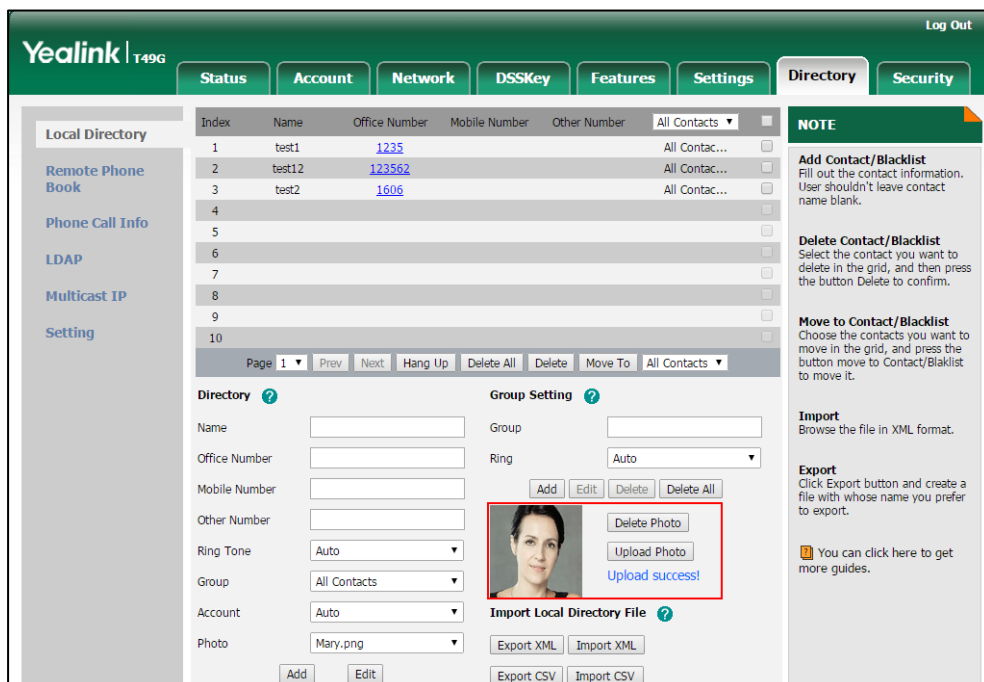 Log Out
Yealink T49G
Status Account Network DSSKey Features Settings Directory Security
Local Directory
Remote Phone
Book
Phone Call Info
LDAP
Multicast IP
Setting
Index Name Office Number Mobile Number Other Number All Contacts
1 test1 1235 All Contac...
2 test12 123562 All Contac...
3 test2 1606 All Contac...
4
5
6
7
8
9
10
Page 1 Prev Next Hang Up Delete All Delete Move To All Contacts
Directory ?
Name
Office Number
Mobile Number
Other Number
Ring Tone Auto
Group All Contacts
Account Auto
Photo Mary.png
Add Edit
Group Setting ?
Group
Ring Auto
Add Edit Delete Delete All
Delete Photo
Upload Photo
Upload success!
Import Local Directory File ?
Export XML Import XML
Export CSV Import CSV
NOTE
Add Contact/Blacklist
Fill out the contact information.
User shouldn't leave contact
name blank.
Delete Contact/Blacklist
Select the contact you want to
delete in the grid, and then press
the button Delete to confirm.
Move to Contact/Blacklist
Choose the contacts you want to
move in the grid, and press the
button move to Contact/Blaklist
to move it.
Import
Browse the file in XML format.
Export
Click Export button and create a
file with whose name you prefer
to export.
? You can click here to get
more guides.